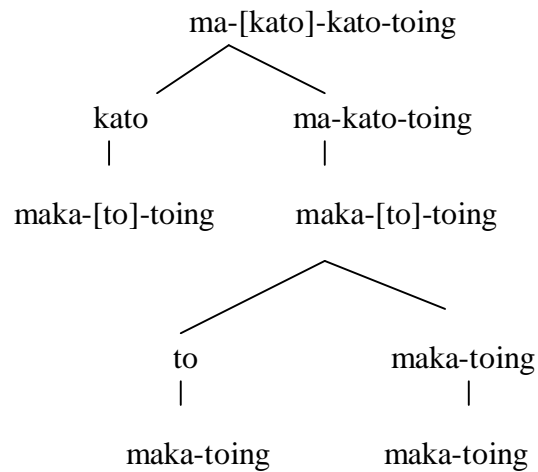 ma-[kato]-kato-toing
kato ma-kato-toing
maka-[to]-toing maka-[to]-toing
to maka-toing
maka-toing maka-toing